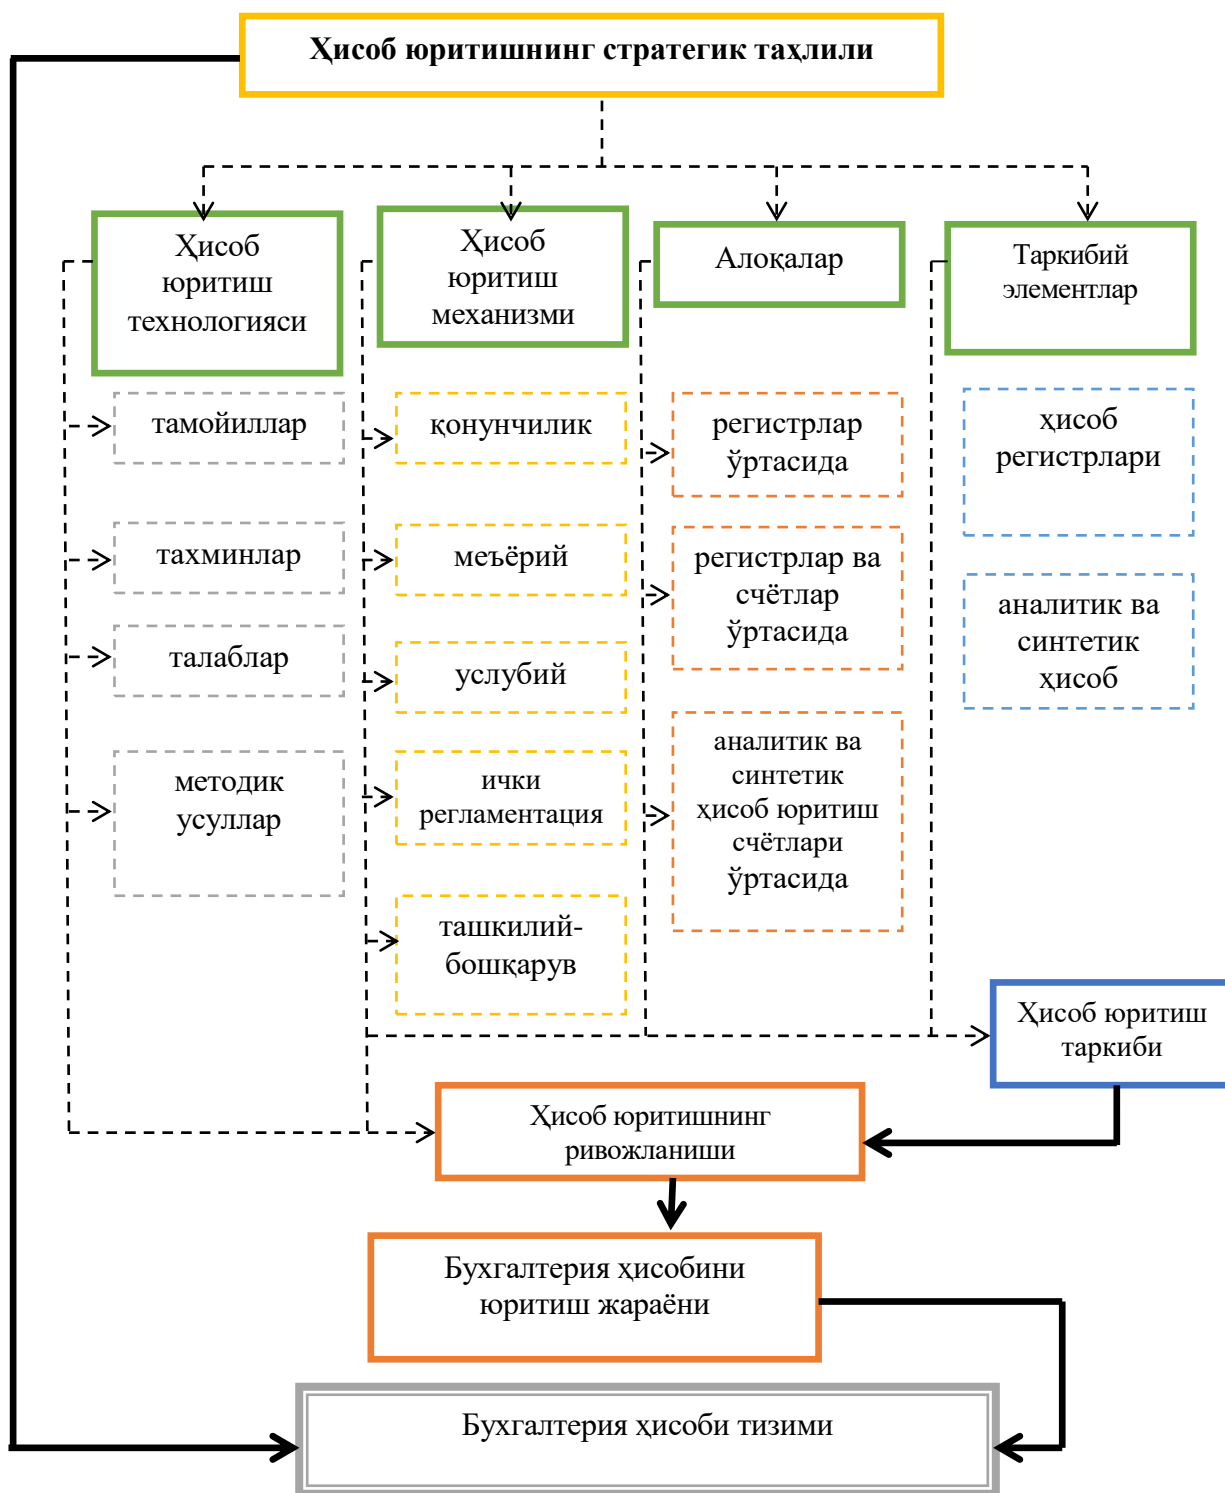 Ҳисоб юритишнинг стратегик таҳлили
Ҳисоб
юритиш
технологияси
Ҳисоб
юритиш
механизми
Алоқалар
Таркибий
элементлар
тамойиллар
тахминлар
талаблар
методик
усуллар
қонунчилик
меъёрий
услубий
ички
регламентация
ташкилий-
бошқарув
регистрлар
ўртасида
регистрлар ва
счётлар
ўртасида
аналитик ва
синтетик
ҳисоб юритиш
счётлари
ўртасида
ҳисоб
регистрлари
аналитик ва
синтетик
ҳисоб
Ҳисоб юритиш
таркиби
Ҳисоб юритишнинг
ривожланиши
Бухгалтерия ҳисобини
юритиш жараёни
Бухгалтерия ҳисоби тизими